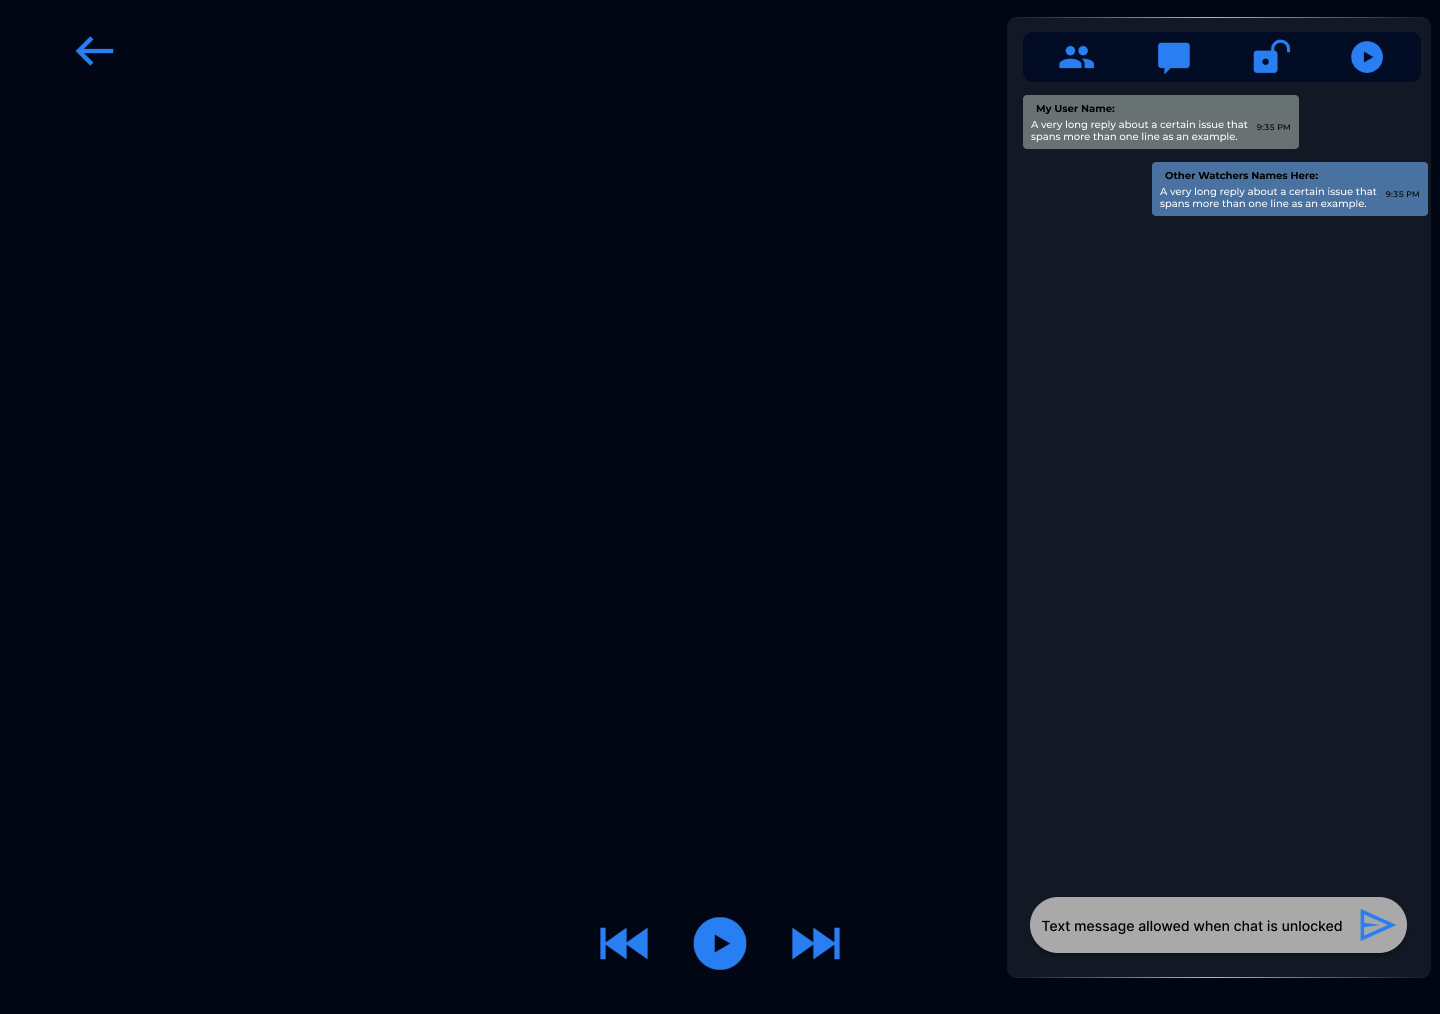 My User Name:
A very long reply about a certain issue that
spans more than one line as an example.
9:35 PM
Other Watchers Names Here:
A very long reply about a certain issue that
spans more than one line as an example.
9:35 PM
Text message allowed when chat is unlocked